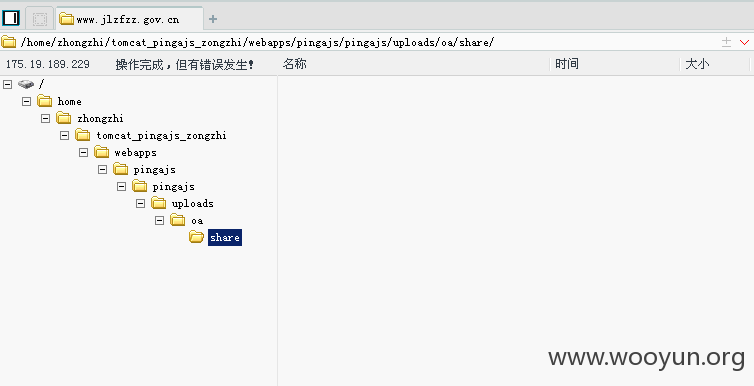 www.jlzfzz.gov.cn
/home/zhongzhi/tomcat_pingajs_zongzhi/webapps/pingajs/pingajs/uploads/oa/share/
175.19.189.229 操作完成,但有错误发生! 名称 时间 大小
/
home
zhongzhi
tomcat_pingajs_zongzhi
webapps
pingajs
pingajs
uploads
oa
share
www.wooyun.org